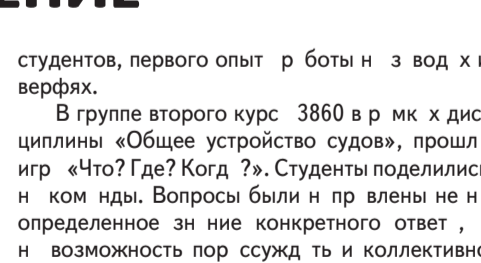 ЕНИЕ
студентов, первого опыт р боты н з вод х и
верфях.
В группе второго курс 3860 в р мк х дис
циплины «Общее устройство судов», прошл
игр «Что? Где? Когд ?». Студенты поделились
н ком нды. Вопросы были н пр влены не н
определенное зн ние конкретного ответ ,
н возможность пор ссужд ть и коллективно